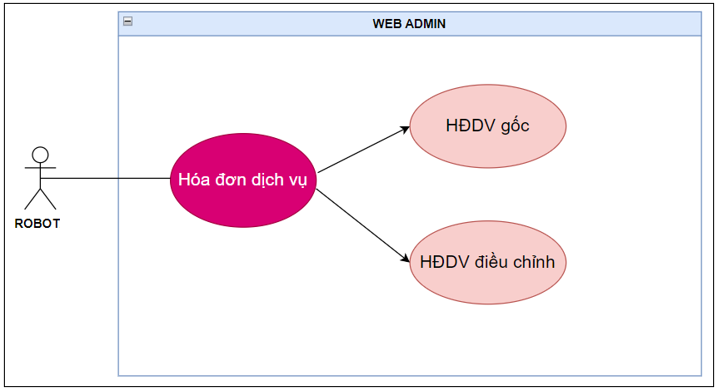 WEB ADMIN
HĐDV gốc
Hóa đơn dịch vụ
ROBOT
HĐDV điều chỉnh